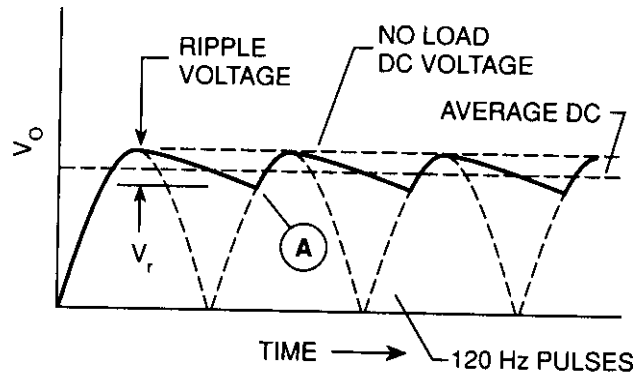 RIPPLE
VOLTAGE
NO LOAD
DC VOLTAGE
AVERAGE DC
Vo
Vr
A
TIME
120 Hz PULSES